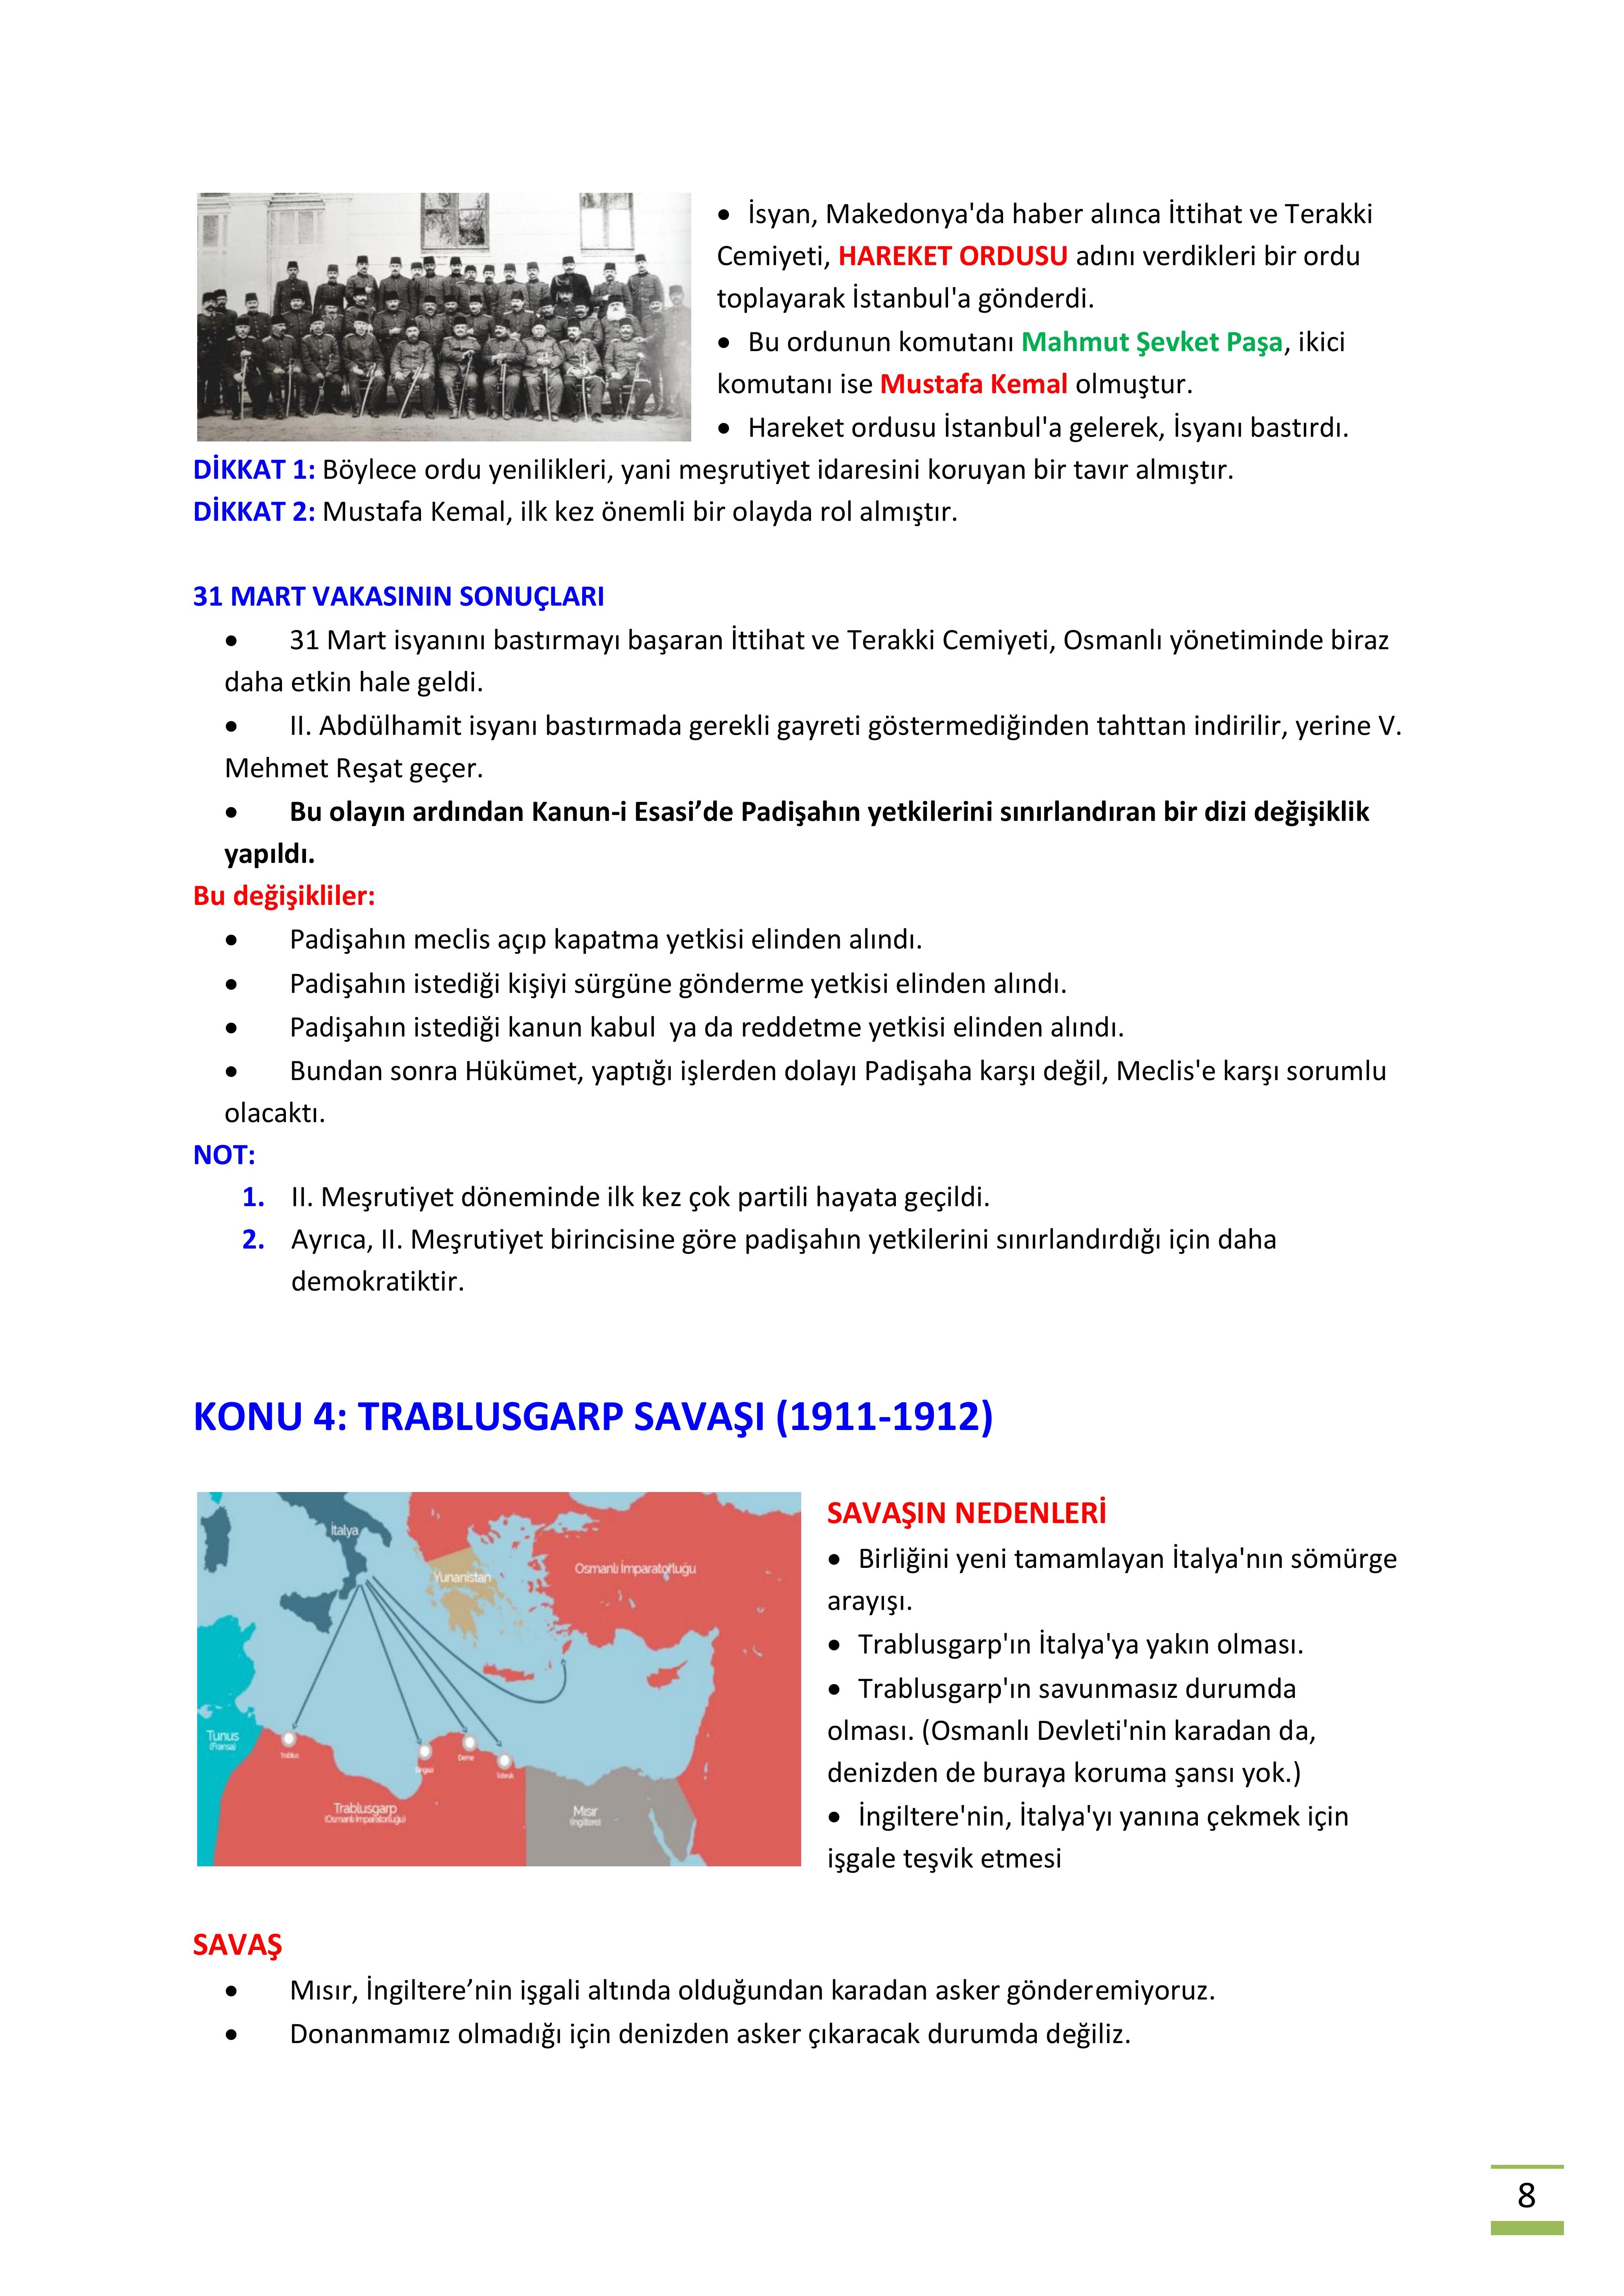 • İsyan, Makedonya'da haber alınca İttihat ve Terakki
Cemiyeti, HAREKET ORDUSU adını verdikleri bir ordu
toplayarak İstanbul'a gönderdi.
• Bu ordunun komutanı Mahmut Şevket Paşa, ikici
komutanı ise Mustafa Kemal olmuştur.
• Hareket ordusu İstanbul'a gelerek, İsyanı bastırdı.
DİKKAT 1: Böylece ordu yenilikleri, yani meşrutiyet idaresini koruyan bir tavır almıştır.
DİKKAT 2: Mustafa Kemal, ilk kez önemli bir olayda rol almıştır.
31 MART VAKASININ SONUÇLARI
• 31 Mart isyanını bastırmayı başaran İttihat ve Terakki Cemiyeti, Osmanlı yönetiminde biraz
daha etkin hale geldi.
• II. Abdülhamit isyanı bastırmada gerekli gayreti göstermediğinden tahttan indirilir, yerine V.
Mehmet Reşat geçer.
• Bu olayın ardından Kanun-i Esasi’de Padişahın yetkilerini sınırlandıran bir dizi değişiklik
yapıldı.
Bu değişikliler:
• Padişahın meclis açıp kapatma yetkisi elinden alındı.
• Padişahın istediği kişiyi sürgüne gönderme yetkisi elinden alındı.
• Padişahın istediği kanun kabul  ya da reddetme yetkisi elinden alındı.
• Bundan sonra Hükümet, yaptığı işlerden dolayı Padişaha karşı değil, Meclis'e karşı sorumlu
olacaktı.
NOT:
1. II. Meşrutiyet döneminde ilk kez çok partili hayata geçildi.
2. Ayrıca, II. Meşrutiyet birincisine göre padişahın yetkilerini sınırlandırdığı için daha
demokratiktir.
KONU 4: TRABLUSGARP SAVAŞI (1911-1912)
İtalya
Yunanistan
Osmanlı İmparatorluğu
Tunus
(Fransa)
Trablus
Bingazi
Derne
Tobruk
Trablusgarp
(Osmanlı İmparatorluğu)
Mısır
(İngiltere)
SAVAŞIN NEDENLERİ
• Birliğini yeni tamamlayan İtalya'nın sömürge
arayışı.
• Trablusgarp'ın İtalya'ya yakın olması.
• Trablusgarp'ın savunmasız durumda
olması. (Osmanlı Devleti'nin karadan da,
denizden de buraya koruma şansı yok.)
• İngiltere'nin, İtalya'yı yanına çekmek için
işgale teşvik etmesi
SAVAŞ
• Mısır, İngiltere’nin işgali altında olduğundan karadan asker gönderemiyoruz.
• Donanmamız olmadığı için denizden asker çıkaracak durumda değiliz.
8